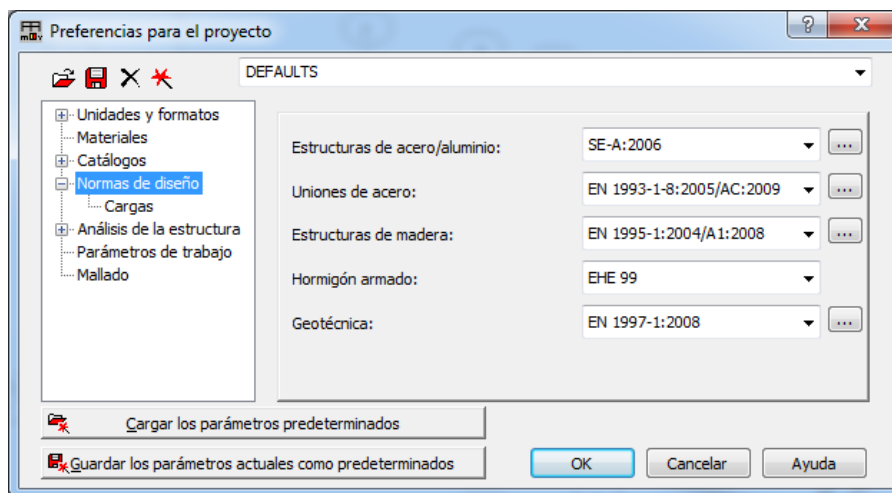 Preferencias para el proyecto
DEFAULTS
Unidades y formatos
Materiales
Catálogos
Normas de diseño
Cargas
Análisis de la estructura
Parámetros de trabajo
Mallado
Estructuras de acero/aluminio: SE-A:2006 ...
Uniones de acero: EN 1993-1-8:2005/AC:2009 ...
Estructuras de madera: EN 1995-1:2004/A1:2008 ...
Hormigón armado: EHE 99
Geotécnica: EN 1997-1:2008 ...
Cargar los parámetros predeterminados
Guardar los parámetros actuales como predeterminados
OK Cancelar Ayuda